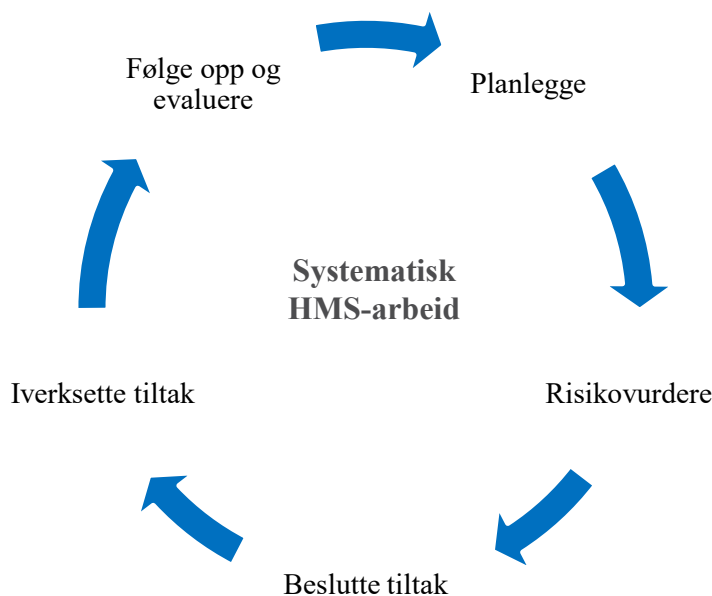 Følge opp og
evaluere
Planlegge
Systematisk
HMS-arbeid
Iverksette tiltak
Risikovurdere
Beslutte tiltak